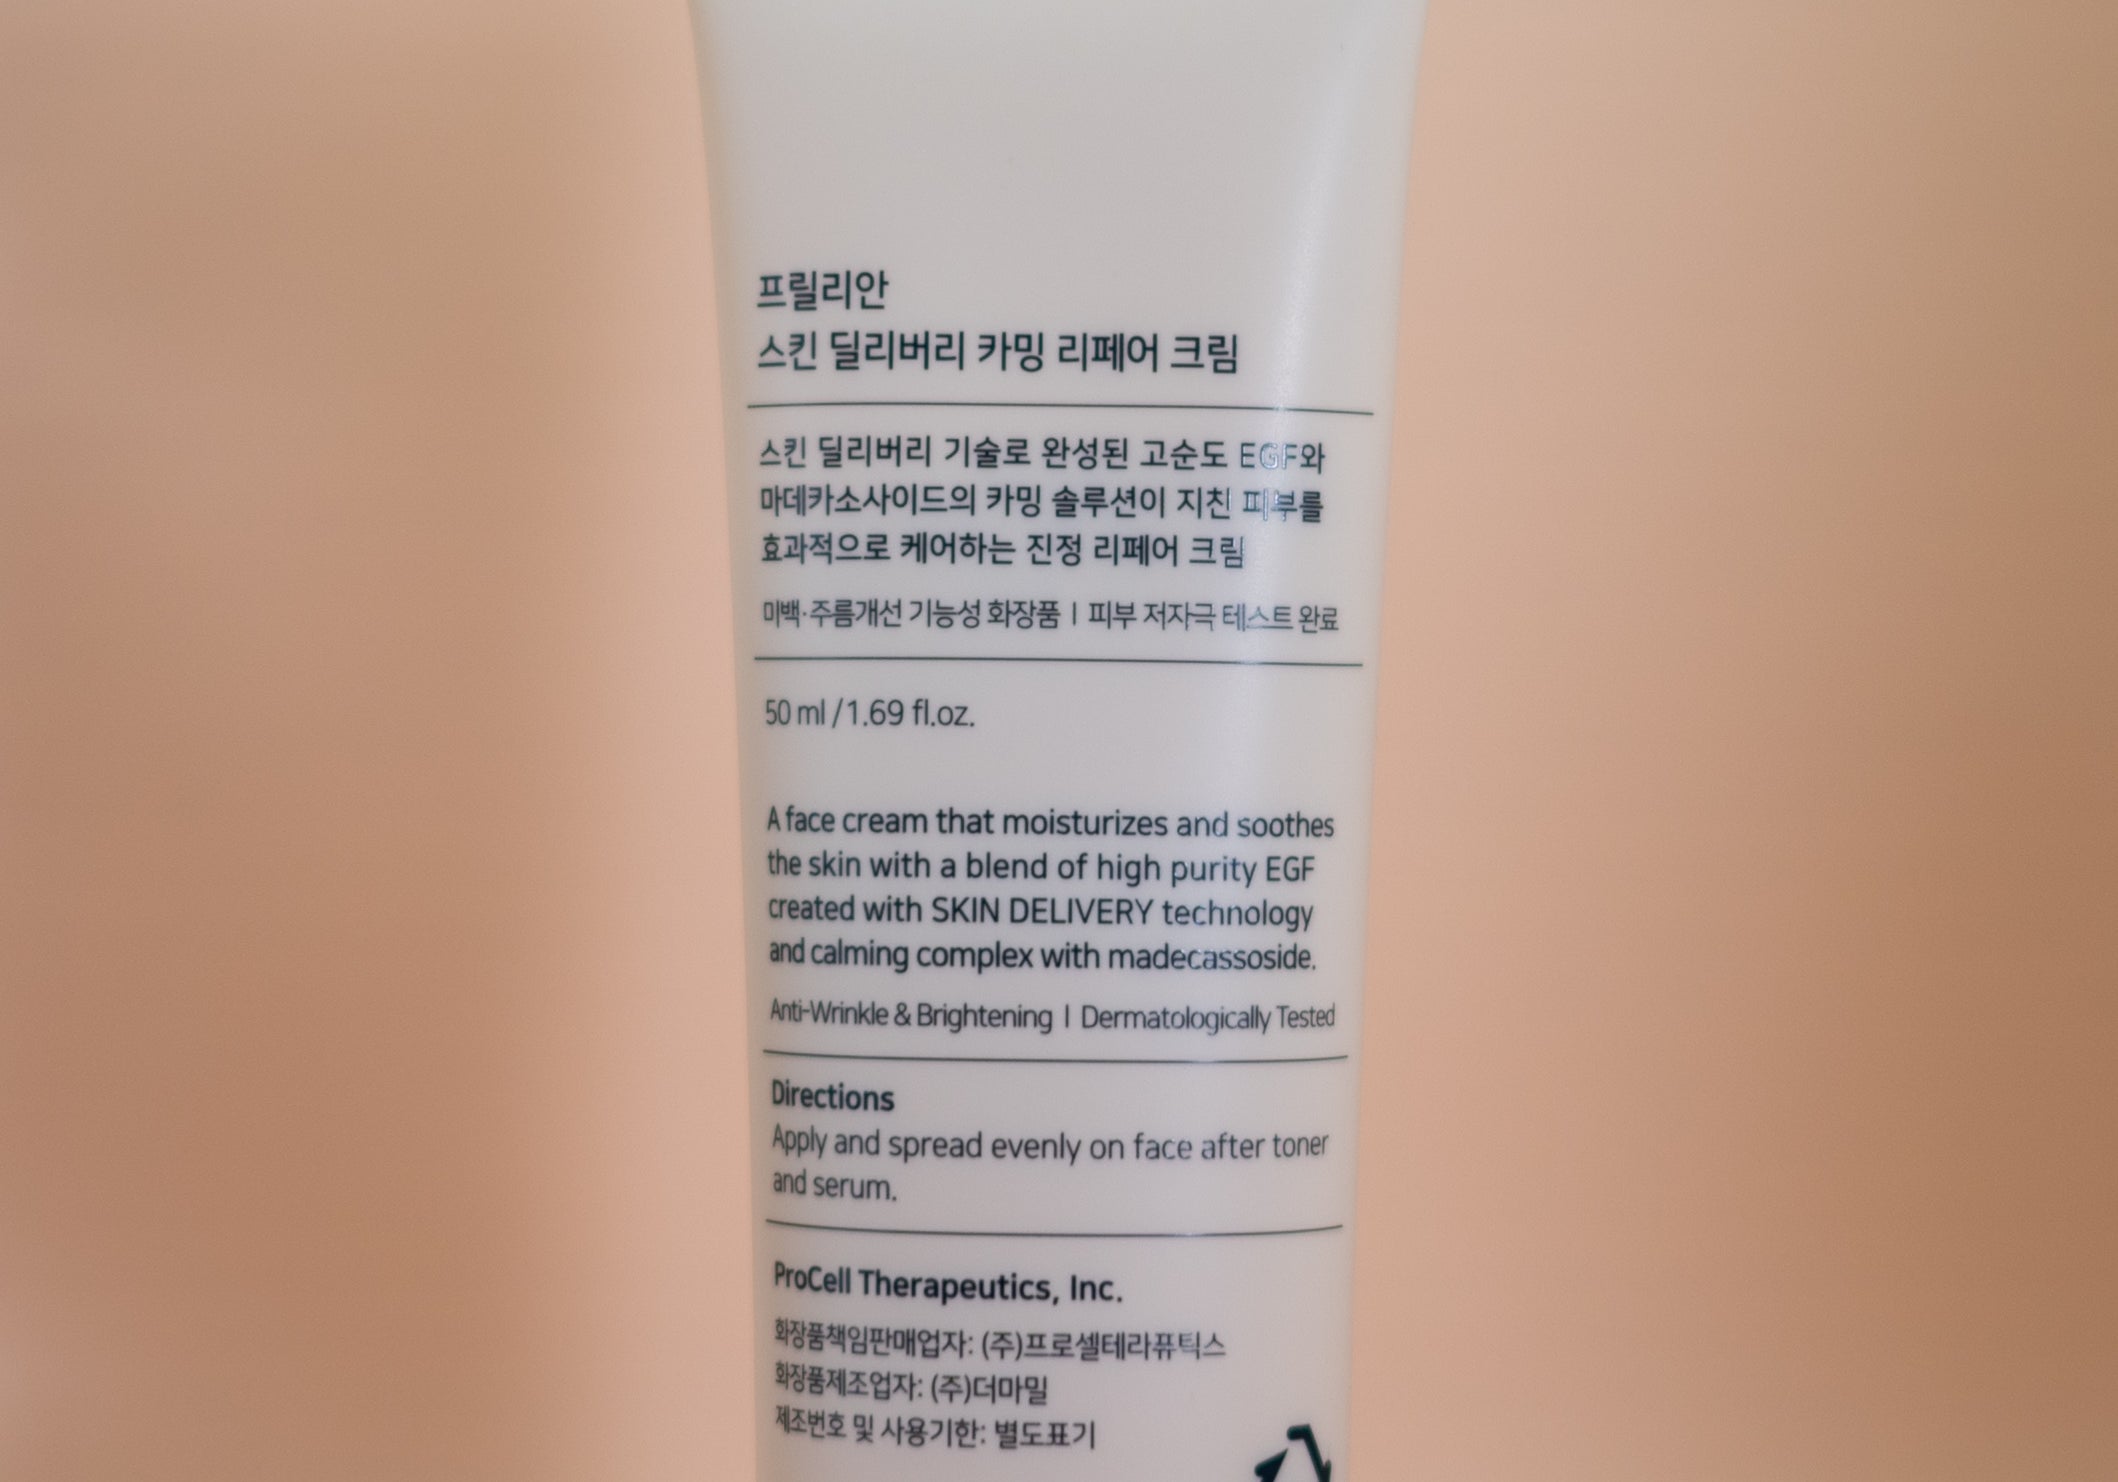 프릴리안
스킨 딜리버리 카밍 리페어 크림
스킨 딜리버리 기술로 완성된 고순도 EGF와
마데카소사이드의 카밍 솔루션이 지친 피부를
효과적으로 케어하는 진정 리페어 크림
미백·주름개선 기능성 화장품 | 피부 저자극 테스트 완료
50 ml / 1.69 fl.oz.
A face cream that moisturizes and soothes
the skin with a blend of high purity EGF
created with SKIN DELIVERY technology
and calming complex with madecassoside.
Anti-Wrinkle & Brightening | Dermatologically Tested
Directions
Apply and spread evenly on face after toner
and serum.
ProCell Therapeutics, Inc.
화장품책임판매업자: (주)프로셀테라퓨틱스
화장품제조업자: (주)더마밀
제조번호 및 사용기한: 별도표기